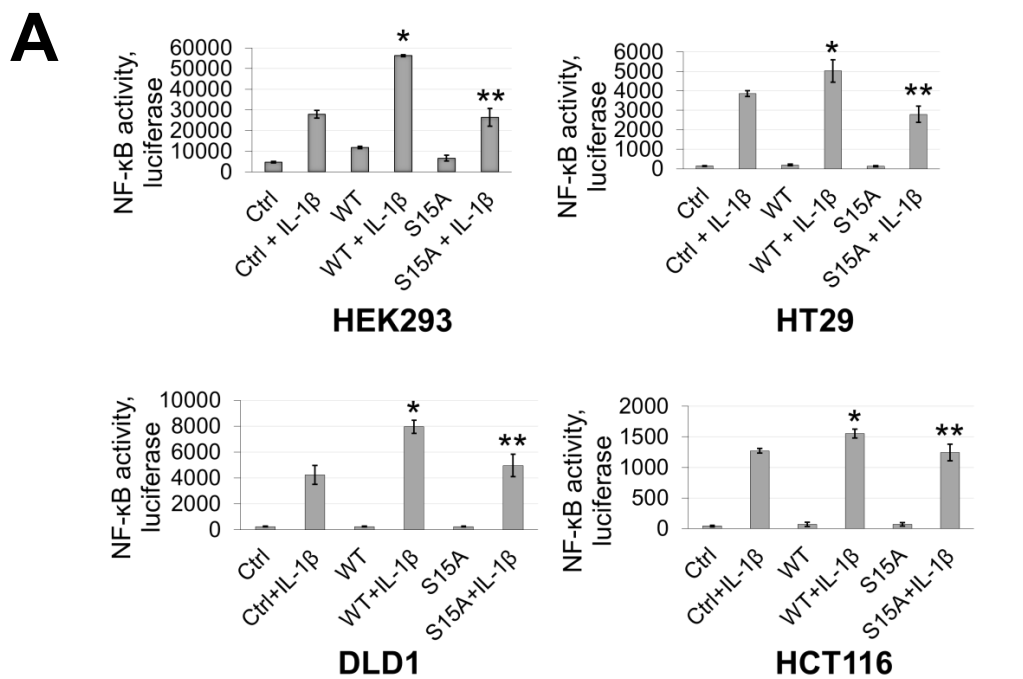 A
NF-κB activity,
luciferase
60000
50000
40000
30000
20000
10000
0
*
**
Ctrl
Ctrl + IL-1β
WT
WT + IL-1β
S15A
S15A + IL-1β
HEK293
NF-κB activity,
luciferase
6000
5000
4000
3000
2000
1000
0
*
**
Ctrl
Ctrl + IL-1β
WT
WT + IL-1β
S15A
S15A + IL-1β
HT29
NF-κB activity,
luciferase
10000
8000
6000
4000
2000
0
*
**
Ctrl
Ctrl+IL-1β
WT
WT+IL-1β
S15A
S15A+IL-1β
DLD1
NF-κB activity,
luciferase
2000
1500
1000
500
0
*
**
Ctrl
Ctrl+IL-1β
WT
WT+IL-1β
S15A
S15A+IL-1β
HCT116